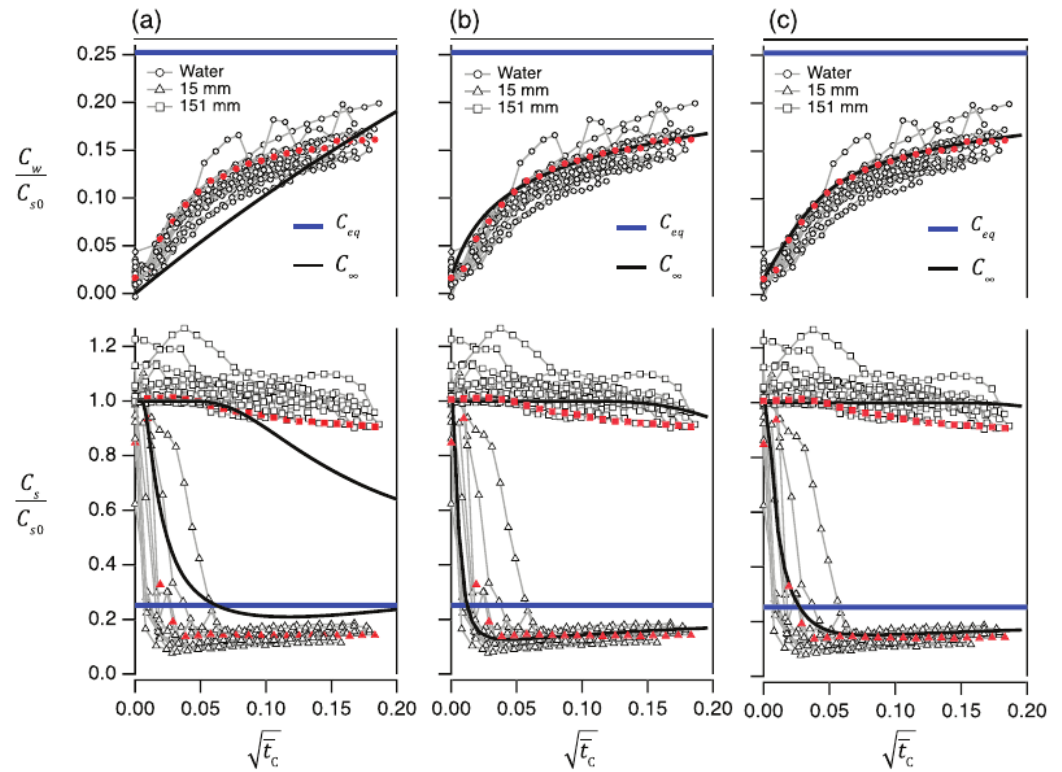 (a) (b) (c)
0.25
0.20
0.15
0.10
0.05
0.00
C_w
C_s0
Water
15 mm
151 mm
C_eq
C_∞
Water
15 mm
151 mm
C_eq
C_∞
Water
15 mm
151 mm
C_eq
C_∞
1.2
1.0
0.8
0.6
0.4
0.2
0.0
C_s
C_s0
0.00 0.05 0.10 0.15 0.20
0.00 0.05 0.10 0.15 0.20
0.00 0.05 0.10 0.15 0.20
√t̅_C
√t̅_C
√t̅_C